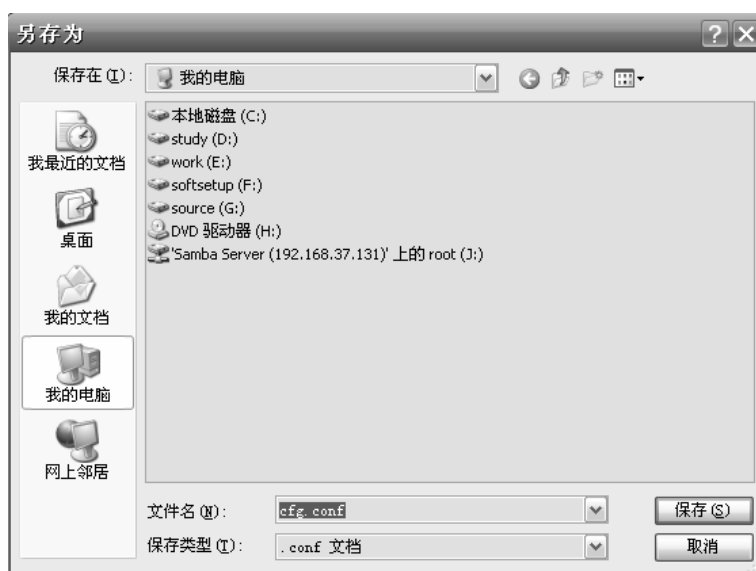 另存为
保存在(I):
我的电脑
我最近的文档
桌面
我的文档
我的电脑
网上邻居
本地磁盘 (C:)
study (D:)
work (E:)
softsetup (F:)
source (G:)
DVD 驱动器 (H:)
'Samba Server (192.168.37.131)' 上的 root (J:)
文件名(N):
cfg.conf
保存(S)
保存类型(T):
.conf 文档
取消